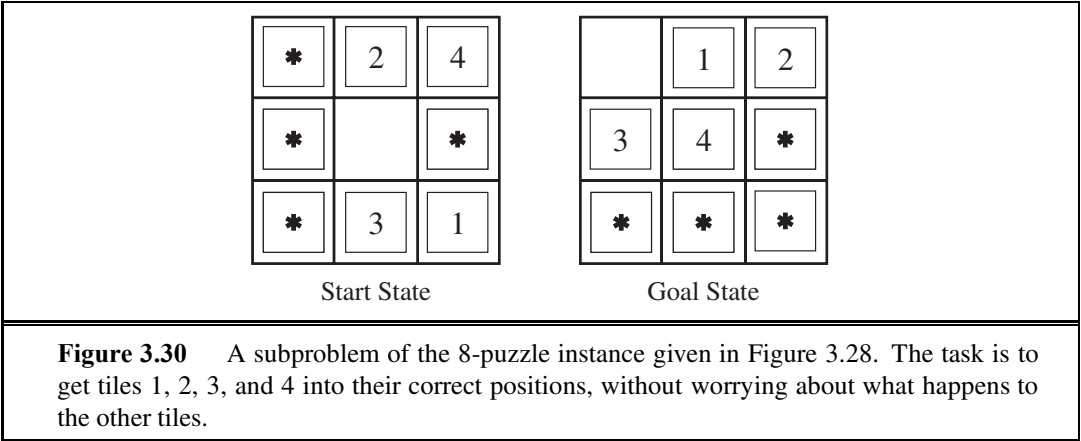 * 2 4 1 2
* * 3 4 *
* 3 1 * * *
Start State Goal State
Figure 3.30 A subproblem of the 8-puzzle instance given in Figure 3.28. The task is to
get tiles 1, 2, 3, and 4 into their correct positions, without worrying about what happens to
the other tiles.